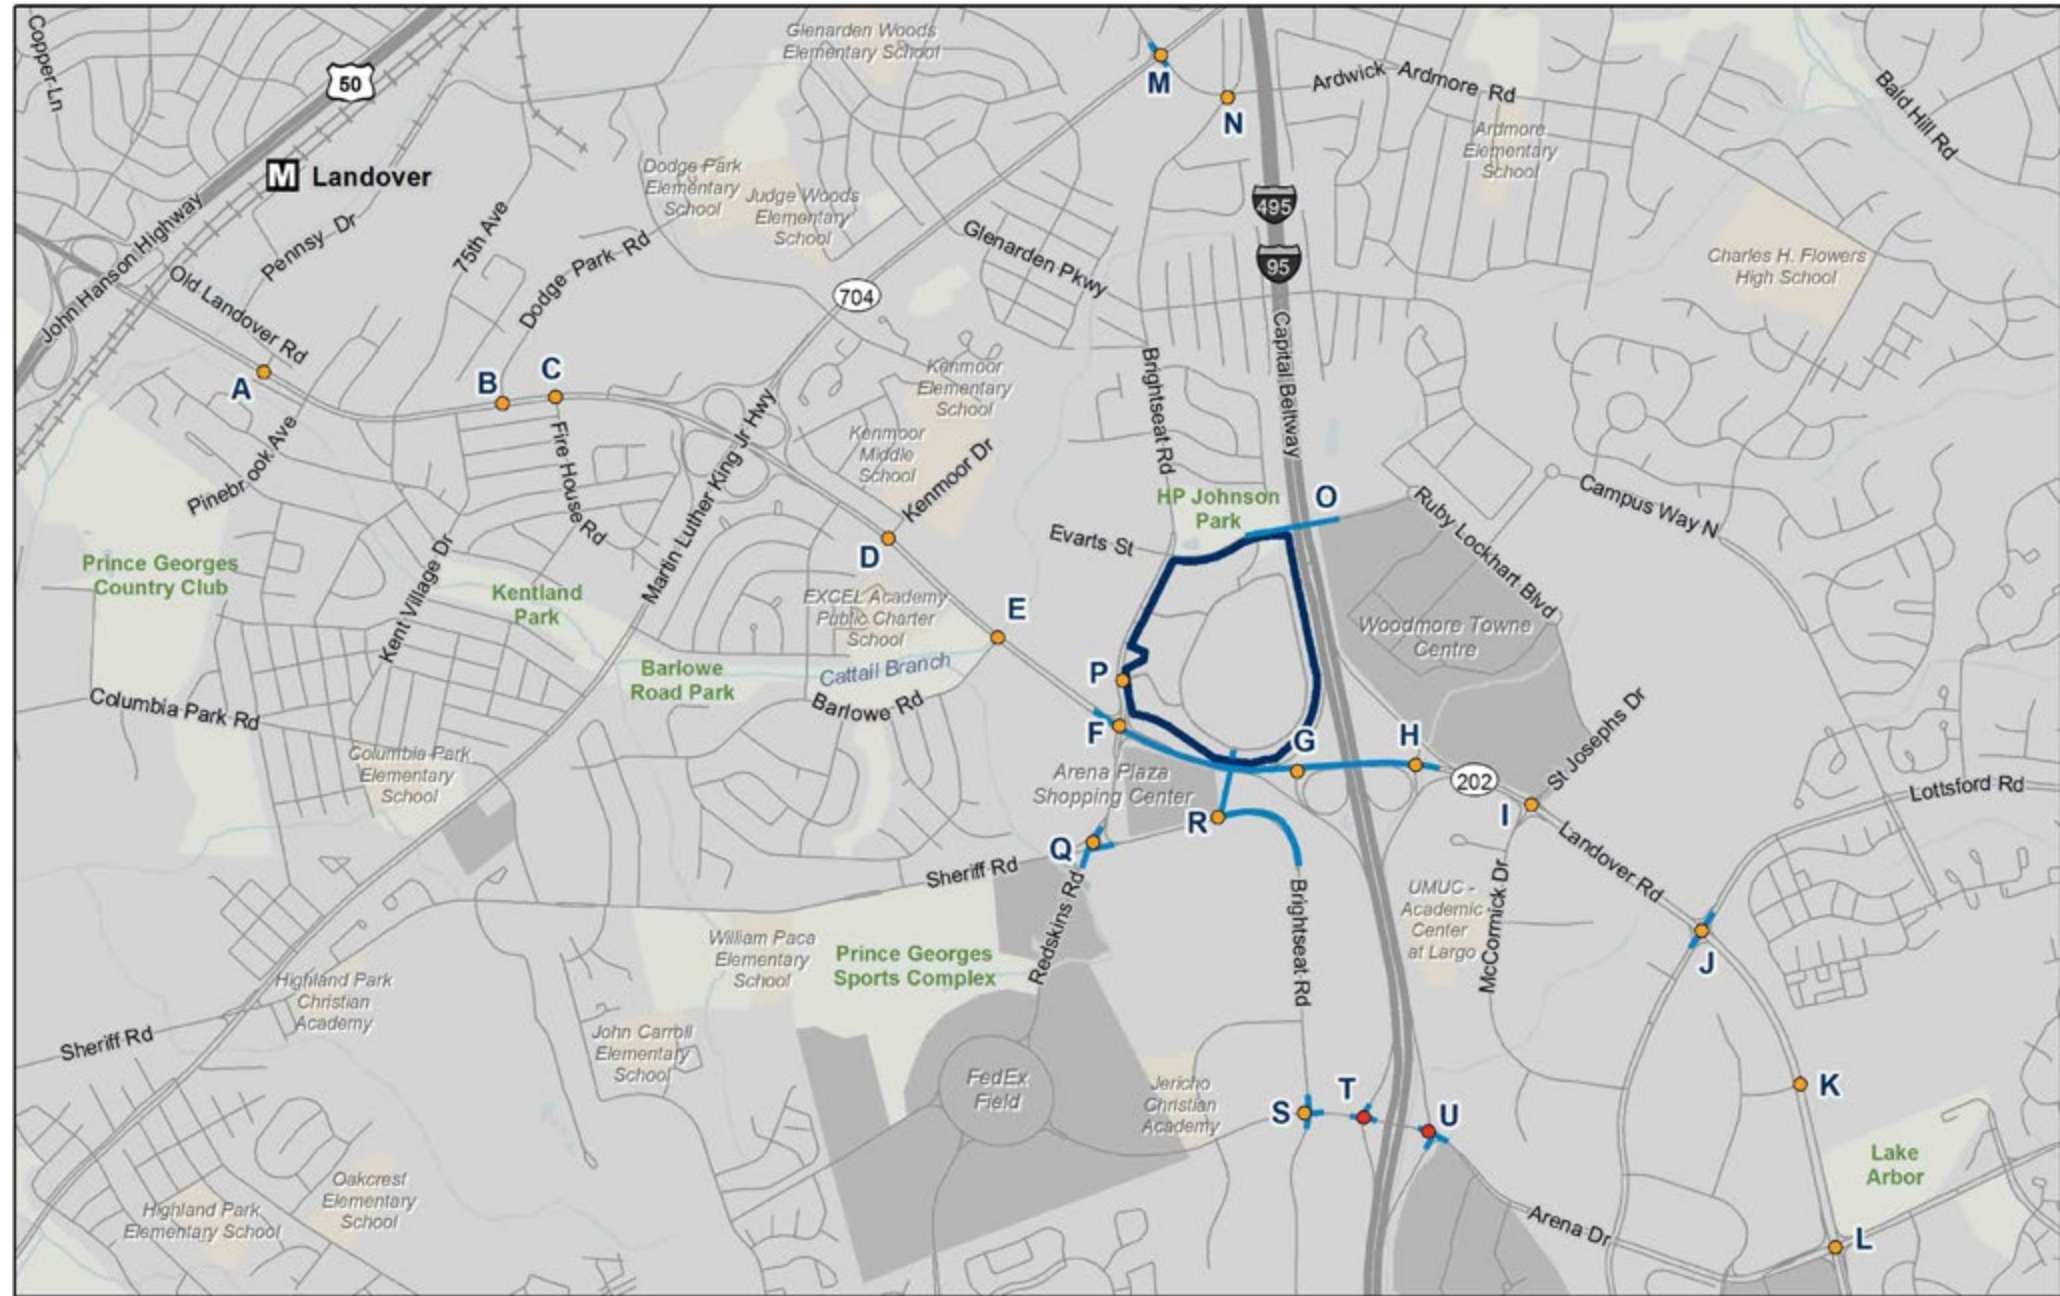 Copper Ln
50
M Landover
John Hanson Highway
Old Landover Rd
Pennsy Dr
75th Ave
Dodge Park Rd
Glenarden Woods
Elementary School
Dodge Park
Elementary
School
Judge Woods
Elementary
School
704
Glenarden Pkwy
M
N
Ardwick Ardmore Rd
Ardmore
Elementary
School
Bald Hill Rd
495
95
Capital Beltway
Charles H. Flowers
High School
A
B
C
Pinebrook Ave
Fire House Rd
Martin Luther King Jr Hwy
Kenmoor
Elementary
School
Kenmoor
Middle
School
Kenmoor Dr
D
Brightseat Rd
HP Johnson
Park
O
Evarts St
Ruby Lockhart Blvd
Campus Way N
Prince Georges
Country Club
Kent Village Dr
Kentland
Park
EXCEL Academy
Public Charter
School
E
Woodmore Towne
Centre
Barlowe
Road Park
Cattail Branch
Barlowe Rd
P
F
G
H
Columbia Park Rd
Columbia Park
Elementary
School
Arena Plaza
Shopping Center
202
St Josephs Dr
I
Lottsford Rd
R
Q
Sheriff Rd
Redskins Rd
Brightseat Rd
UMUC -
Academic
Center
at Largo
McCormick Dr
Landover Rd
J
William Paca
Elementary
School
Prince Georges
Sports Complex
Highland Park
Christian
Academy
Sheriff Rd
John Carroll
Elementary
School
FedEx
Field
Jericho
Christian
Academy
S
T
U
K
Lake
Arbor
Oakcrest
Elementary
School
Highland Park
Elementary School
Arena Dr
L